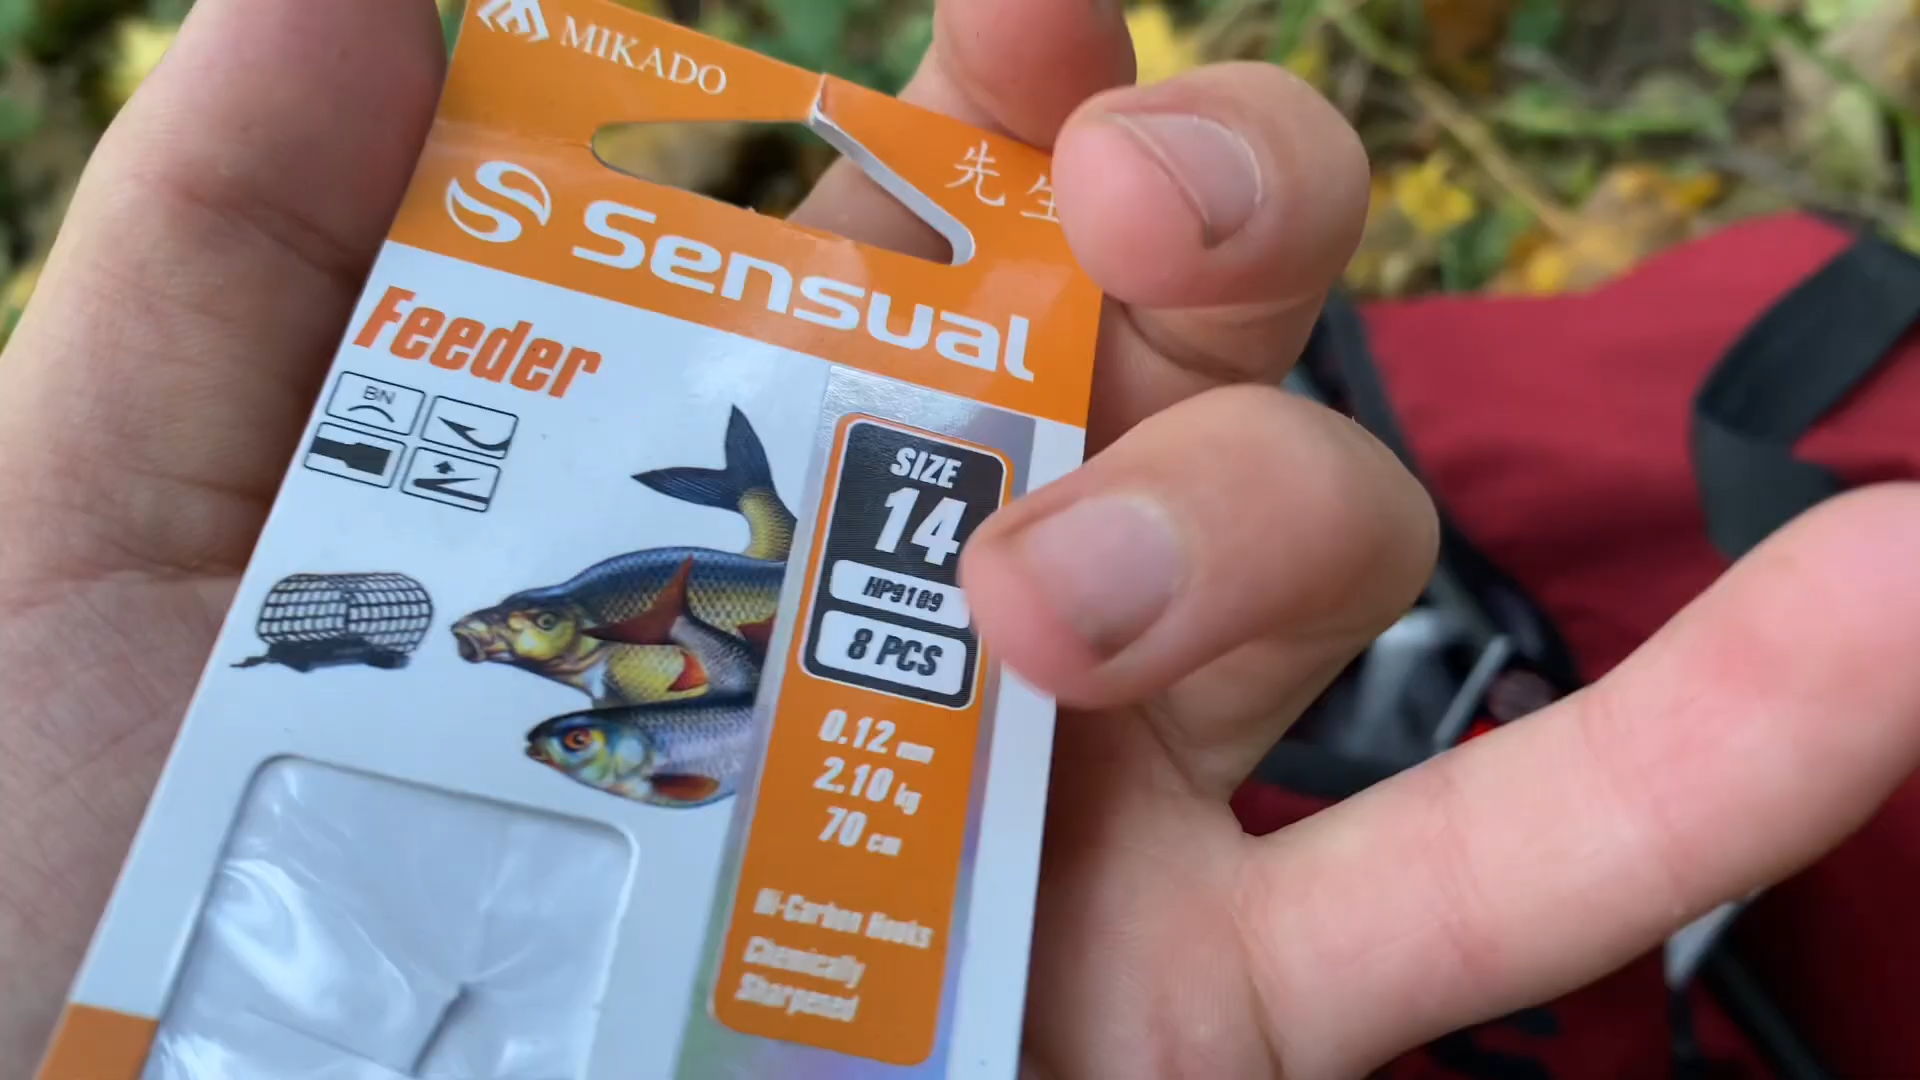 MIKADO
先生
Sensual
Feeder
BN
SIZE
14
HP9109
8 PCS
0.12 mm
2.10 kg
70 cm
Hi-Carbon Hooks
Chemically
Sharpened